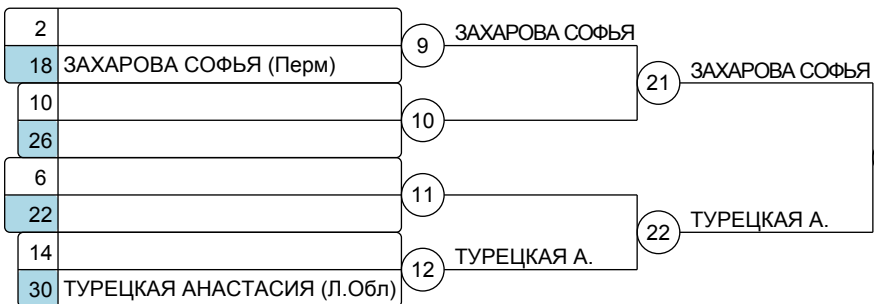 2
9 ЗАХАРОВА СОФЬЯ
18 ЗАХАРОВА СОФЬЯ (Перм)
21 ЗАХАРОВА СОФЬЯ
10
10
26
6
11
22
22 ТУРЕЦКАЯ А.
14
12 ТУРЕЦКАЯ А.
30 ТУРЕЦКАЯ АНАСТАСИЯ (Л.Обл)